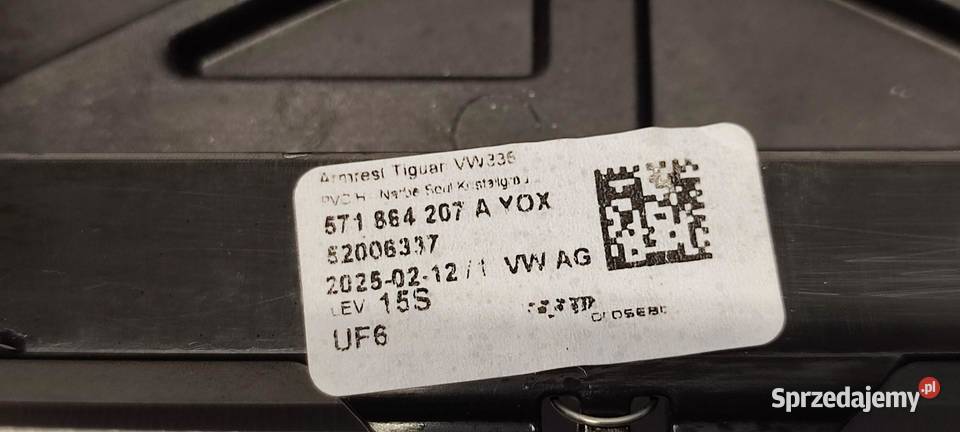 Armrest Tiguan VW336
571 864 207 A YOX
52006337
2025-02-12/1 VW AG
LEV 15S
UF6
Sprzedajemy.pl